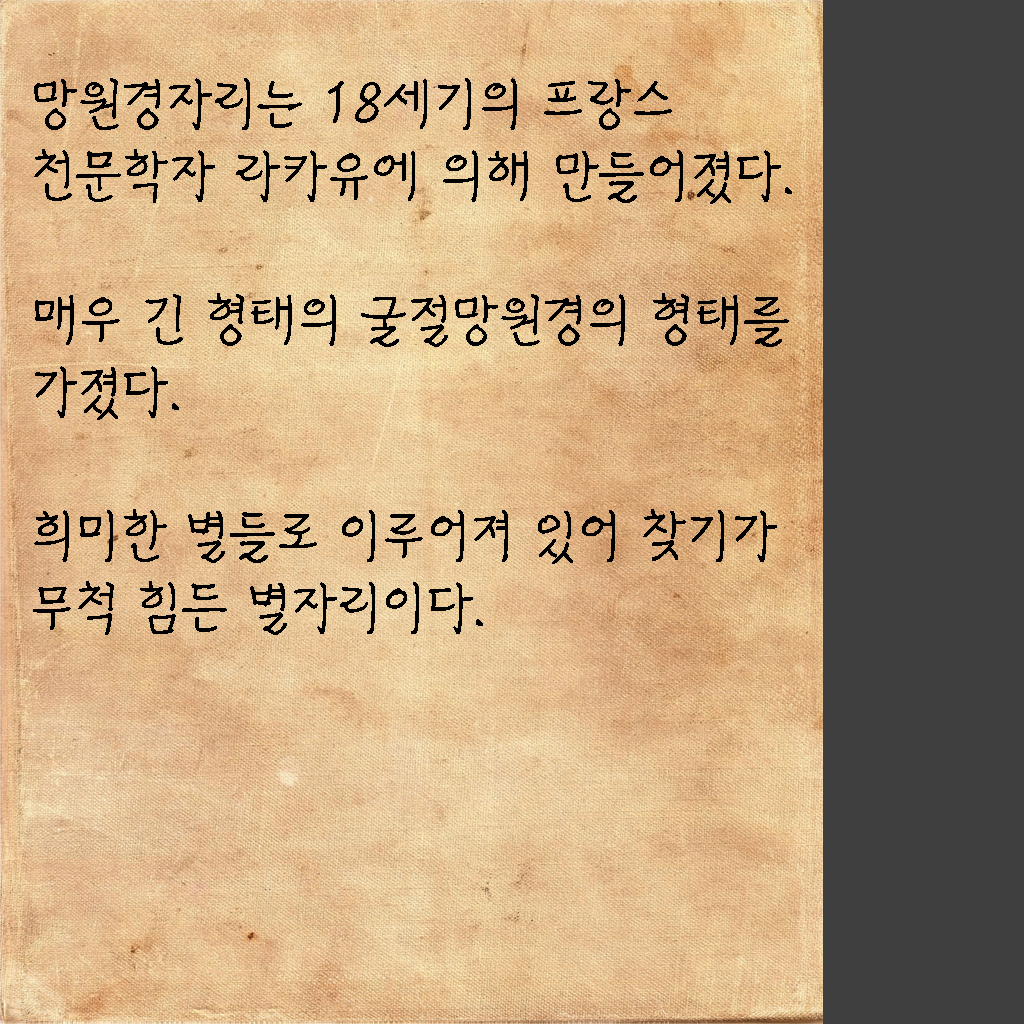 망원경자리는 18세기의 프랑스
천문학자 라카유에 의해 만들어졌다.
매우 긴 형태의 굴절망원경의 형태를
가졌다.
희미한 별들로 이루어져 있어 찾기가
무척 힘든 별자리이다.